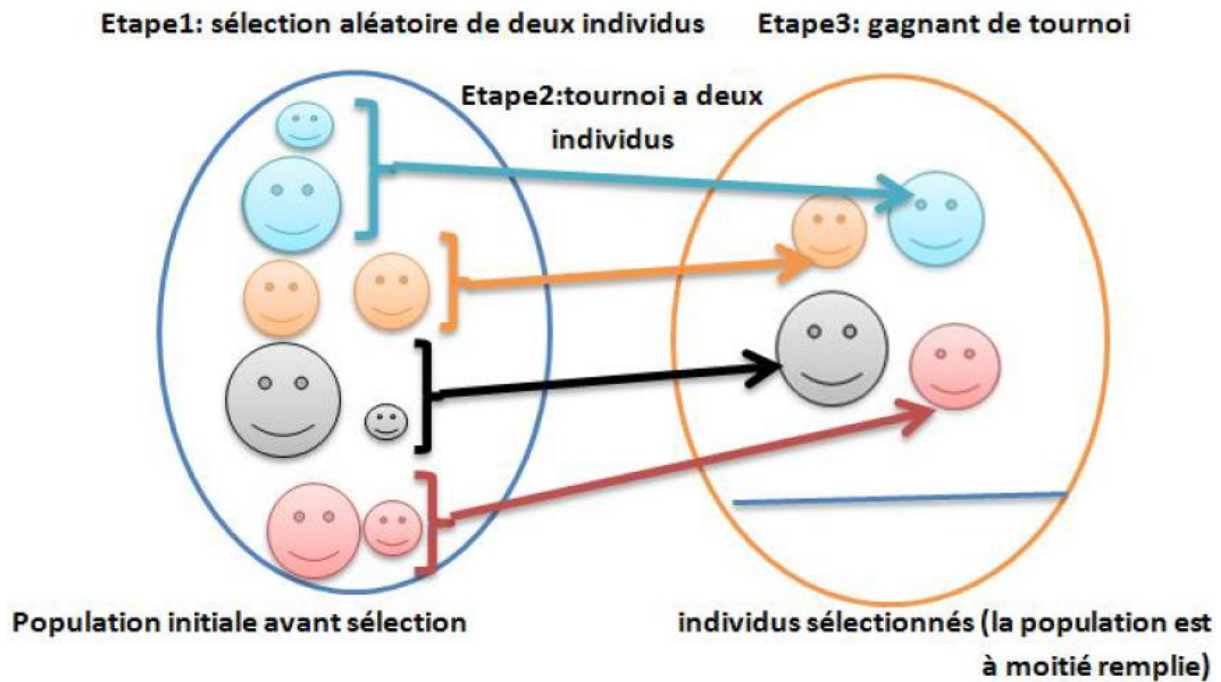 Etape1: sélection aléatoire de deux individus
Etape3: gagnant de tournoi
Etape2:tournoi a deux
individus
Population initiale avant sélection
individus sélectionnés (la population est
à moitié remplie)